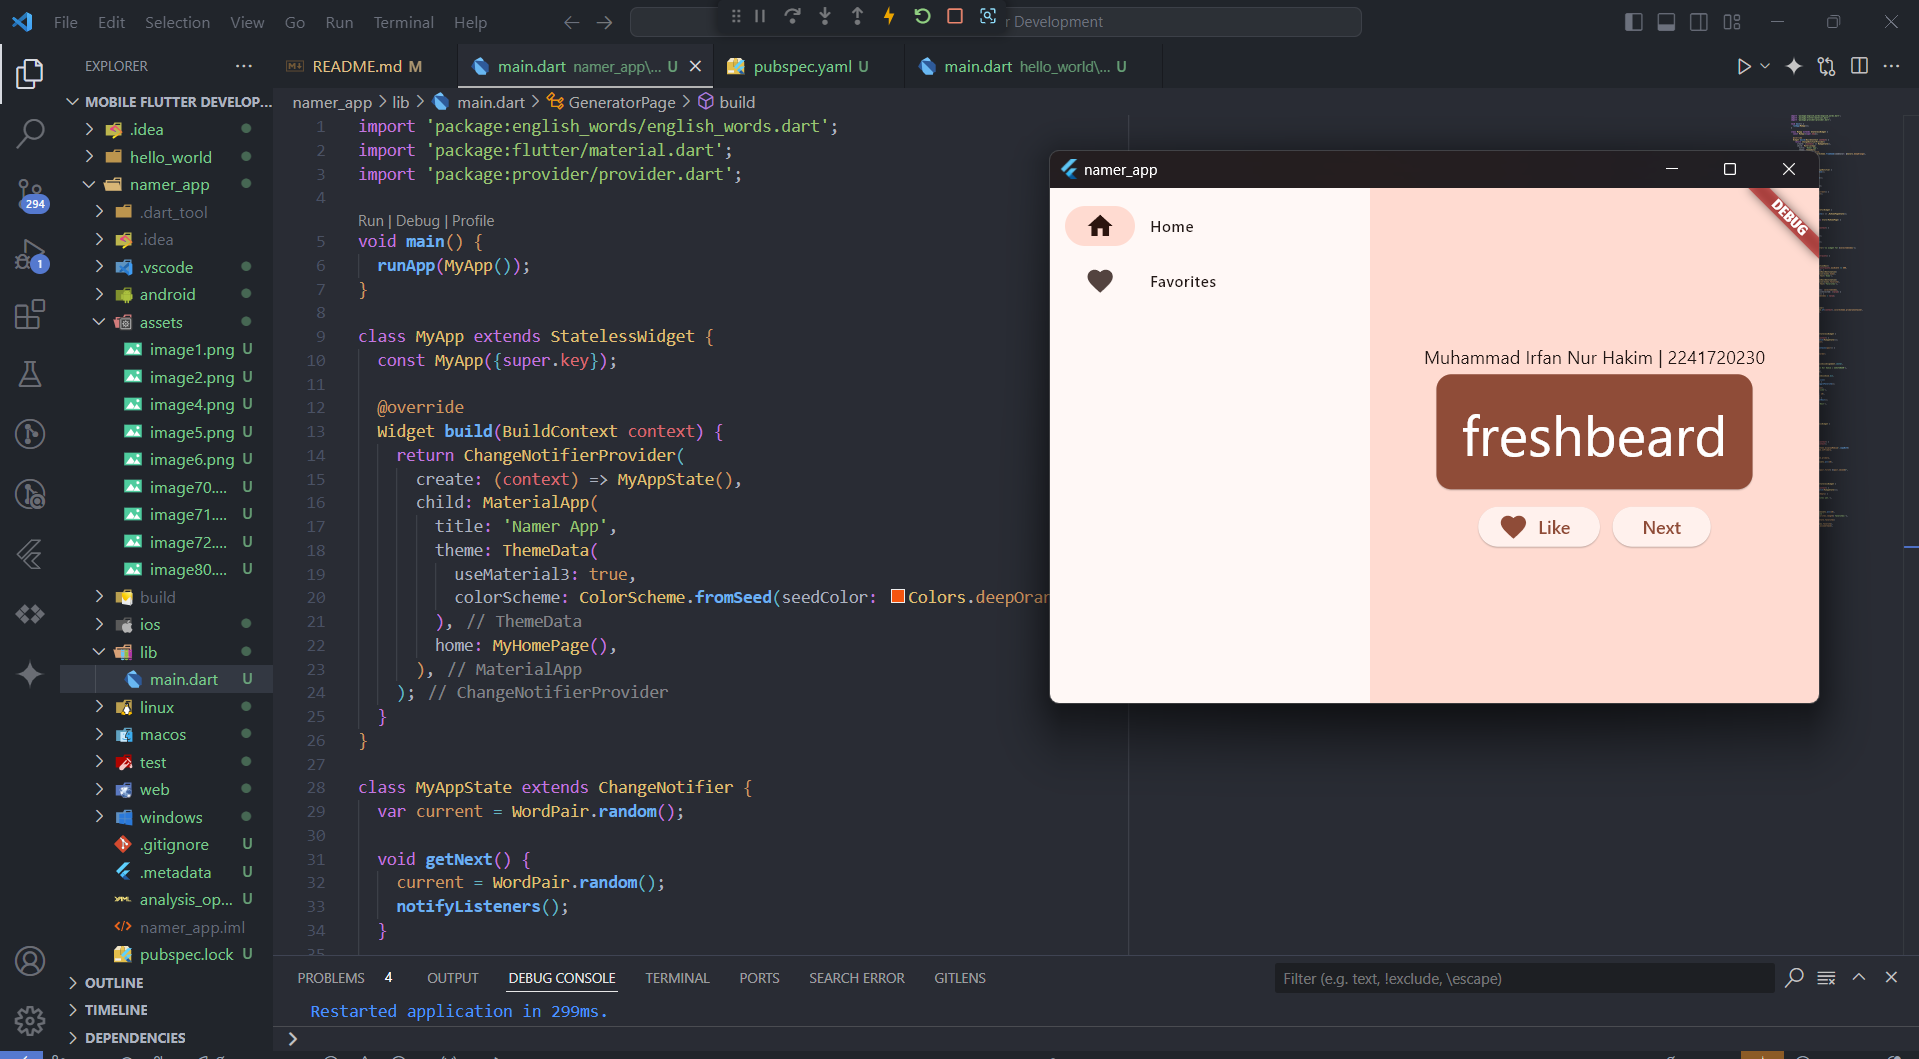 File Edit Selection View Go Run Terminal Help
r Development
EXPLORER
MOBILE FLUTTER DEVELOP...
.idea
hello_world
namer_app
.dart_tool
.idea
.vscode
android
assets
image1.png U
image2.png U
image4.png U
image5.png U
image6.png U
image70.... U
image71.... U
image72.... U
image80.... U
build
ios
lib
main.dart U
linux
macos
test
web
windows
.gitignore U
.metadata U
analysis_op... U
namer_app.iml
pubspec.lock U
OUTLINE
TIMELINE
DEPENDENCIES
294
1
README.md M
main.dart namer_app\... U
pubspec.yaml U
main.dart hello_world\... U
namer_app > lib > main.dart > GeneratorPage > build
1 import 'package:english_words/english_words.dart';
2 import 'package:flutter/material.dart';
3 import 'package:provider/provider.dart';
4
Run | Debug | Profile
5 void main() {
6 runApp(MyApp());
7 }
8
9 class MyApp extends StatelessWidget {
10 const MyApp({super.key});
11
12 @override
13 Widget build(BuildContext context) {
14 return ChangeNotifierProvider(
15 create: (context) => MyAppState(),
16 child: MaterialApp(
17 title: 'Namer App',
18 theme: ThemeData(
19 useMaterial3: true,
20 colorScheme: ColorScheme.fromSeed(seedColor: Colors.deepOran
21 ), // ThemeData
22 home: MyHomePage(),
23 ), // MaterialApp
24 ); // ChangeNotifierProvider
25 }
26 }
27
28 class MyAppState extends ChangeNotifier {
29 var current = WordPair.random();
30
31 void getNext() {
32 current = WordPair.random();
33 notifyListeners();
34 }
35
namer_app
DEBUG
Home
Favorites
Muhammad Irfan Nur Hakim | 2241720230
freshbeard
Like
Next
PROBLEMS 4 OUTPUT DEBUG CONSOLE TERMINAL PORTS SEARCH ERROR GITLENS
Filter (e.g. text, !exclude, \escape)
Restarted application in 299ms.